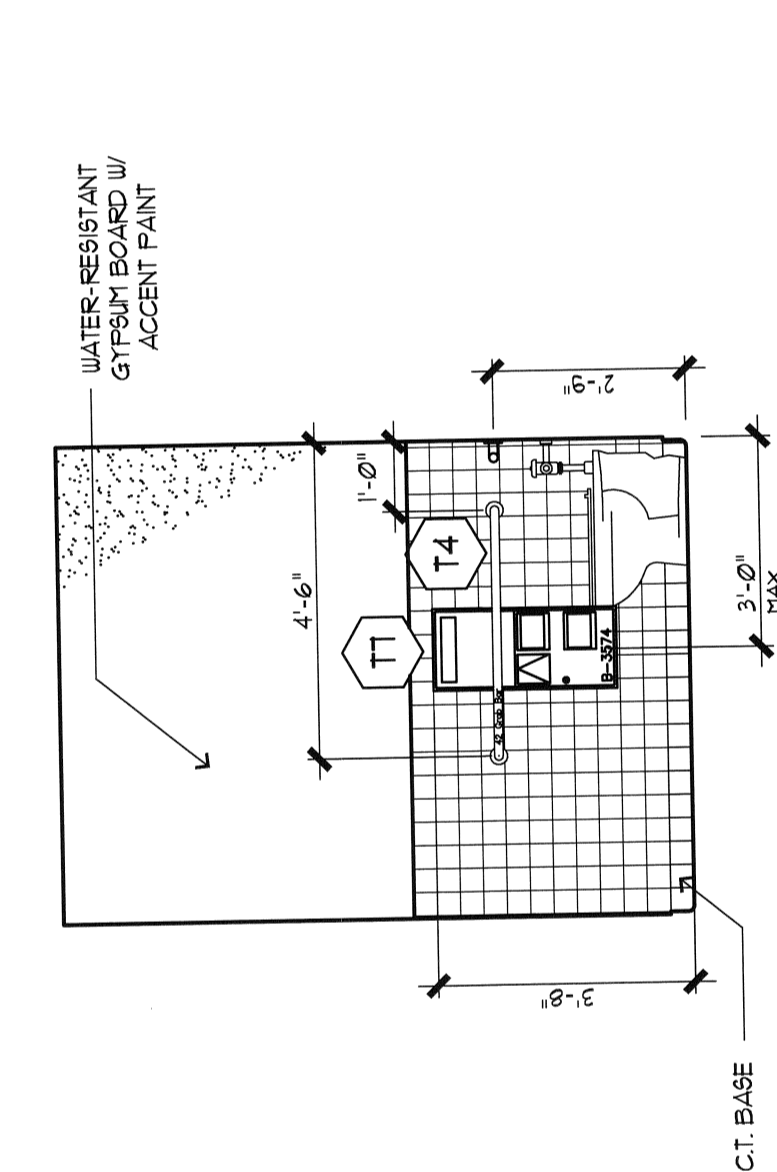 WATER-RESISTANT
GYPSUM BOARD W/
ACCENT PAINT
4'-6"
1'-0"
2'-9"
T4
T1
42 Grab Bar
B-3574
3'-0"
MAX
3'-8"
C.T. BASE